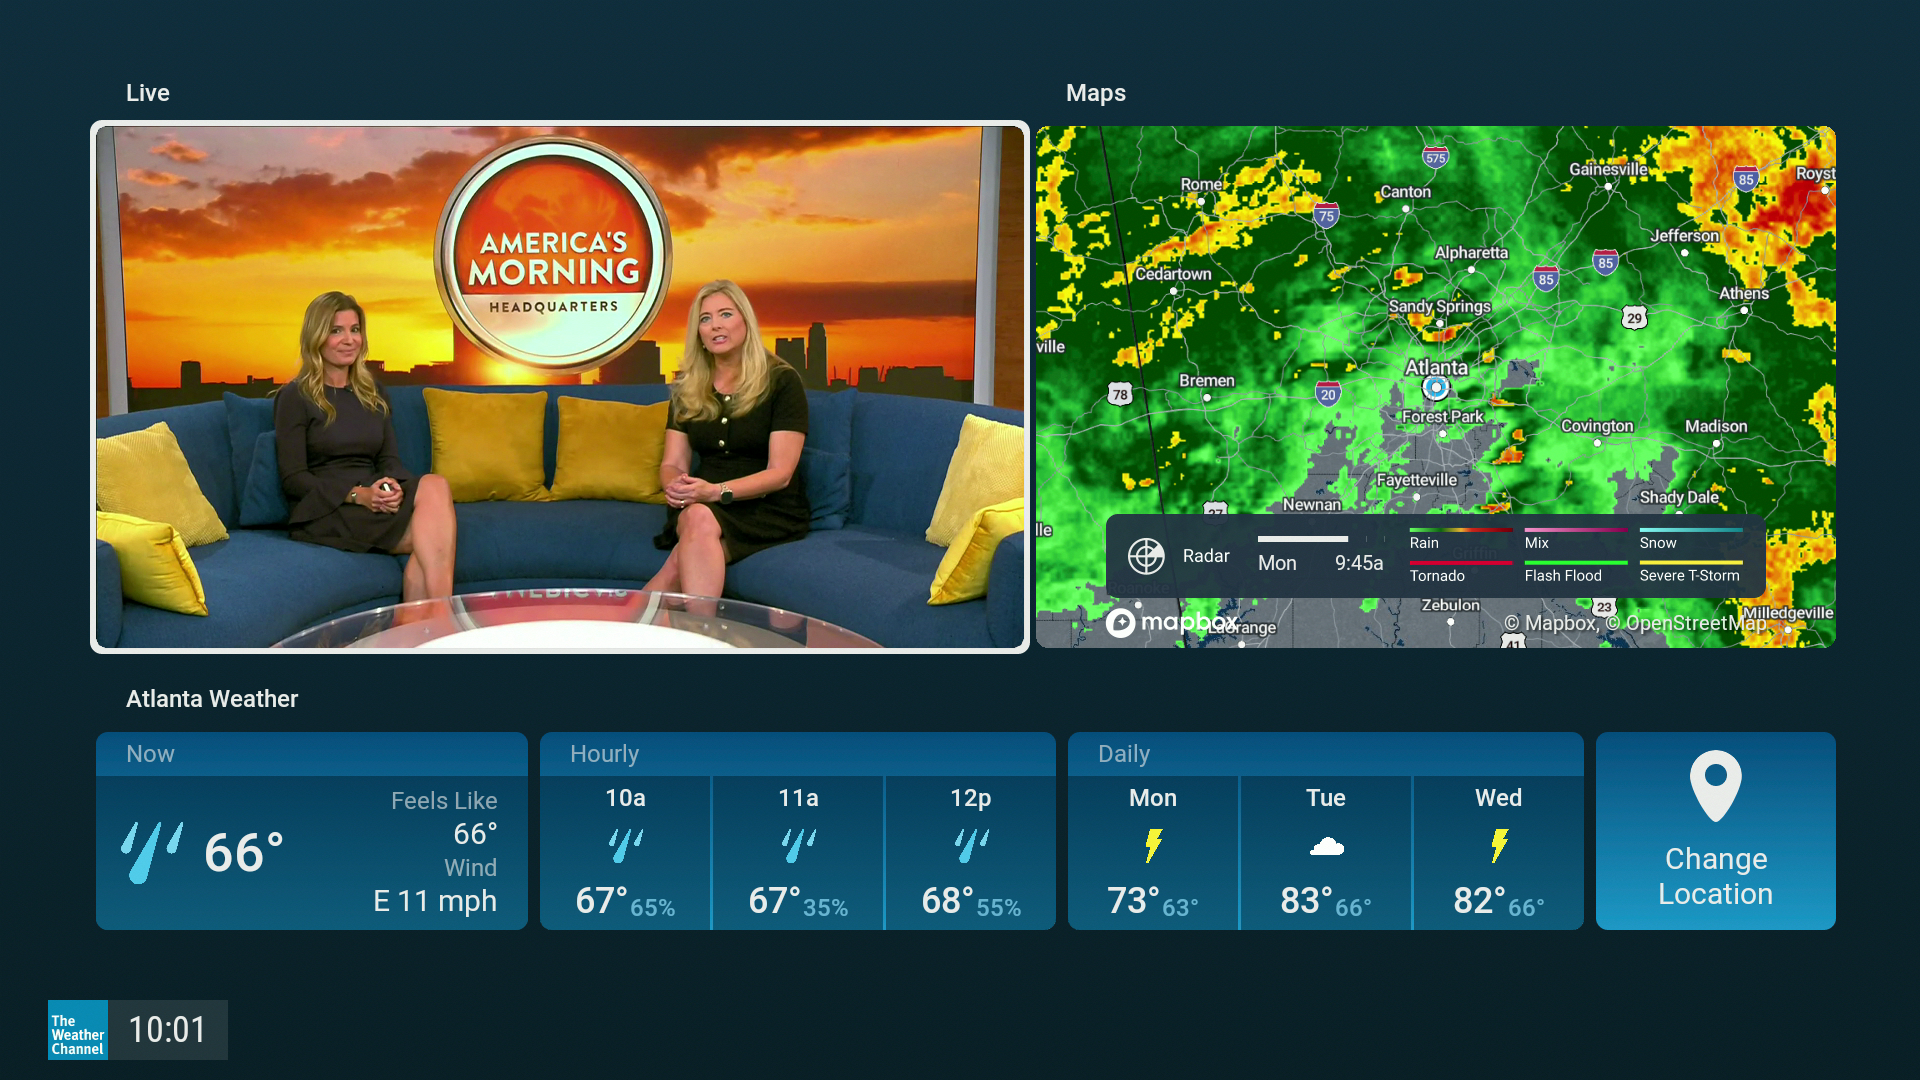 Live
AMERICA'S
MORNING
HEADQUARTERS
Maps
575
Gainesville
85
Royst
Rome
Canton
75
Jefferson
Alpharetta
85
85
Cedartown
Athens
Sandy Springs
29
ville
Atlanta
Bremen
78
20
Forest Park
Covington
Madison
Fayetteville
Shady Dale
Newnan
27
lle
Radar
Mon
9:45a
Rain
Mix
Snow
Griffin
Tornado
Flash Flood
Severe T-Storm
Zebulon
23
Milledgeville
mapbox
LaGrange
© Mapbox, © OpenStreetMap
41
Atlanta Weather
Now
66°
Feels Like
66°
Wind
E 11 mph
Hourly
10a
11a
12p
67° 65%
67° 35%
68° 55%
Daily
Mon
Tue
Wed
73° 63°
83° 66°
82° 66°
Change
Location
The
Weather
Channel
10:01